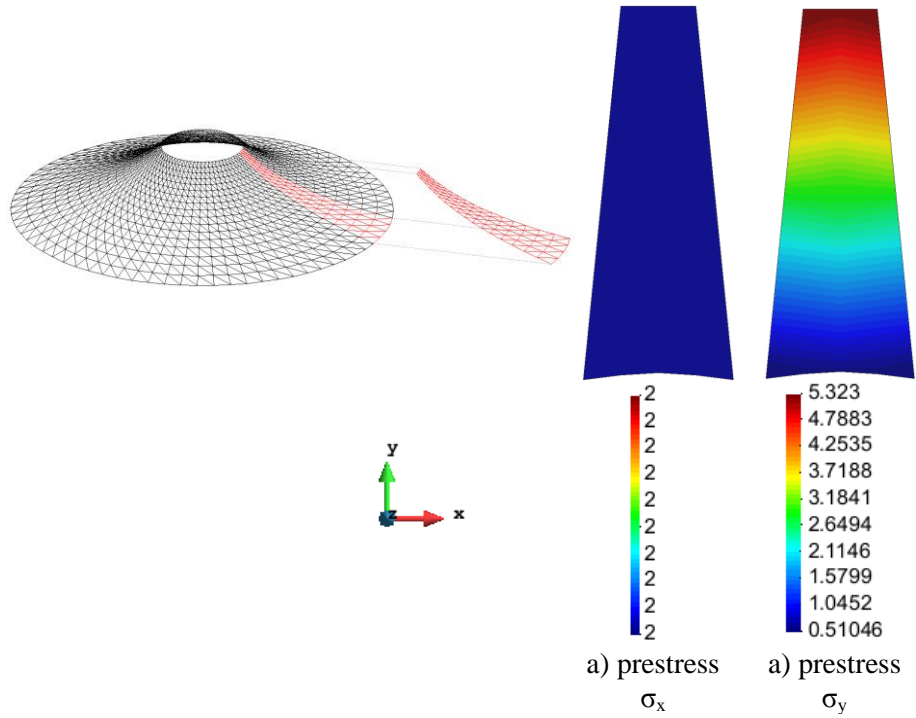 y
z
x
2
2
2
2
2
2
2
2
2
2
5.323
4.7883
4.2535
3.7188
3.1841
2.6494
2.1146
1.5799
1.0452
0.51046
a) prestress
σx
a) prestress
σy